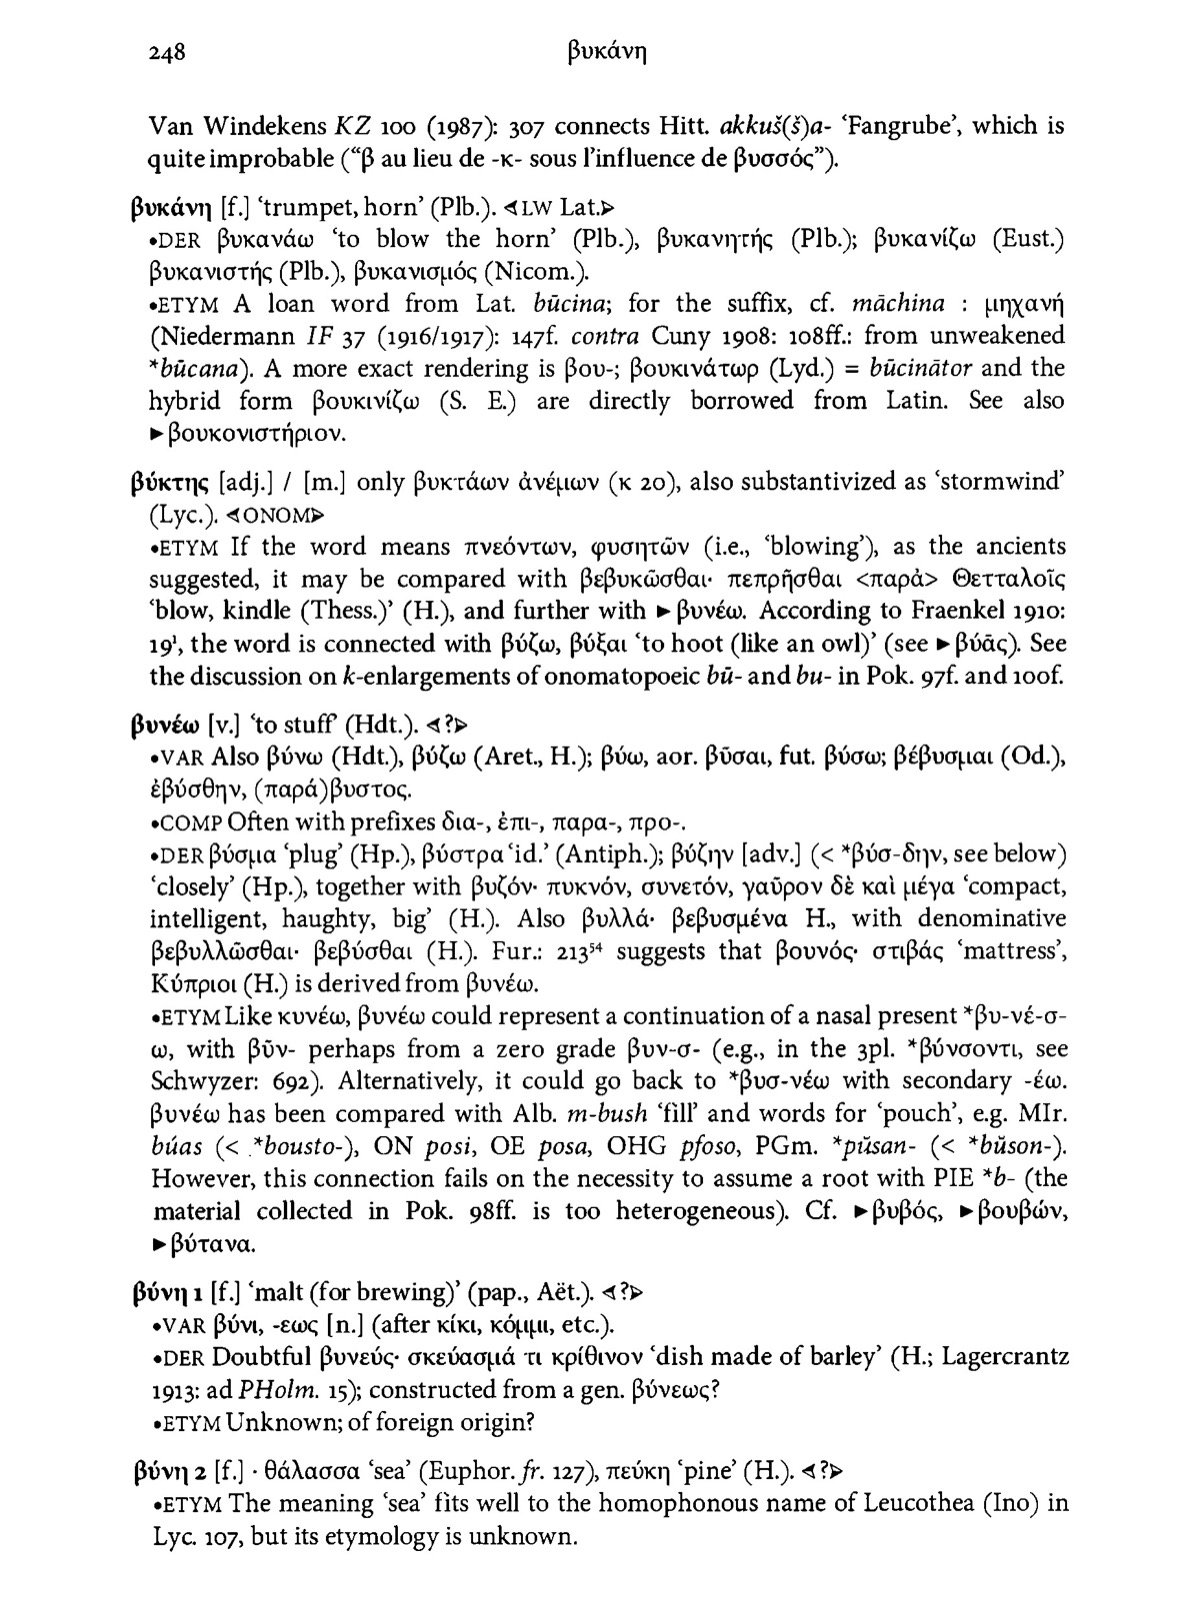 248 βυκάνη
Van Windekens KZ 100 (1987): 307 connects Hitt. akkuš(š)a- ‘Fangrube’, which is
quite improbable (“β au lieu de -κ- sous l’influence de βυσσός”).
βυκάνη [f.] ‘trumpet, horn’ (Plb.). ⋖LW Lat.⋗
•DER βυκανάω ‘to blow the horn’ (Plb.), βυκανητής (Plb.); βυκανίζω (Eust.)
βυκανιστής (Plb.), βυκανισμός (Nicom.).
•ETYM A loan word from Lat. būcina; for the suffix, cf. māchina : μηχανή
(Niedermann IF 37 (1916/1917): 147f. contra Cuny 1908: 108ff.: from unweakened
*būcana). A more exact rendering is βου-; βουκινάτωρ (Lyd.) = būcinātor and the
hybrid form βουκινίζω (S. E.) are directly borrowed from Latin. See also
►βουκονιστήριον.
βύκτης [adj.] / [m.] only βυκτάων ἀνέμων (κ 20), also substantivized as ‘stormwind’
(Lyc.). ⋖ONOM⋗
•ETYM If the word means πνεόντων, φυσητῶν (i.e., ‘blowing’), as the ancients
suggested, it may be compared with βεβυκῶσθαι· πεπρῆσθαι <παρὰ> Θετταλοῖς
‘blow, kindle (Thess.)’ (H.), and further with ►βυνέω. According to Fraenkel 1910:
19¹, the word is connected with βύζω, βύξαι ‘to hoot (like an owl)’ (see ►βύᾱς). See
the discussion on k-enlargements of onomatopoeic bū- and bu- in Pok. 97f. and 100f.
βυνέω [v.] ‘to stuff’ (Hdt.). ⋖?⋗
•VAR Also βύνω (Hdt.), βύζω (Aret., H.); βύω, aor. βῦσαι, fut. βύσω; βέβυσμαι (Od.),
ἐβύσθην, (παρά)βυστος.
•COMP Often with prefixes δια-, ἐπι-, παρα-, προ-.
•DER βύσμα ‘plug’ (Hp.), βύστρα ‘id.’ (Antiph.); βύζην [adv.] (< *βύσ-δην, see below)
‘closely’ (Hp.), together with βυζόν· πυκνόν, συνετόν, γαῦρον δὲ καὶ μέγα ‘compact,
intelligent, haughty, big’ (H.). Also βυλλά· βεβυσμένα H., with denominative
βεβυλλῶσθαι· βεβύσθαι (H.). Fur.: 213⁵⁴ suggests that βουνός· στιβάς ‘mattress’,
Κύπριοι (H.) is derived from βυνέω.
•ETYM Like κυνέω, βυνέω could represent a continuation of a nasal present *βυ-νέ-σ-
ω, with βῦν- perhaps from a zero grade βυν-σ- (e.g., in the 3pl. *βύνσοντι, see
Schwyzer: 692). Alternatively, it could go back to *βυσ-νέω with secondary -έω.
βυνέω has been compared with Alb. m-bush ‘fill’ and words for ‘pouch’, e.g. MIr.
búas (< *bousto-), ON posi, OE posa, OHG pfoso, PGm. *pŭsan- (< *bŭson-).
However, this connection fails on the necessity to assume a root with PIE *b- (the
material collected in Pok. 98ff. is too heterogeneous). Cf. ►βυβός, ►βουβών,
►βύτανα.
βύνη 1 [f.] ‘malt (for brewing)’ (pap., Aët.). ⋖?⋗
•VAR βύνι, -εως [n.] (after κίκι, κόμμι, etc.).
•DER Doubtful βυνεύς· σκεύασμά τι κρίθινον ‘dish made of barley’ (H.; Lagercrantz
1913: ad PHolm. 15); constructed from a gen. βύνεως?
•ETYM Unknown; of foreign origin?
βύνη 2 [f.] · θάλασσα ‘sea’ (Euphor. fr. 127), πεύκη ‘pine’ (H.). ⋖?⋗
•ETYM The meaning ‘sea’ fits well to the homophonous name of Leucothea (Ino) in
Lyc. 107, but its etymology is unknown.